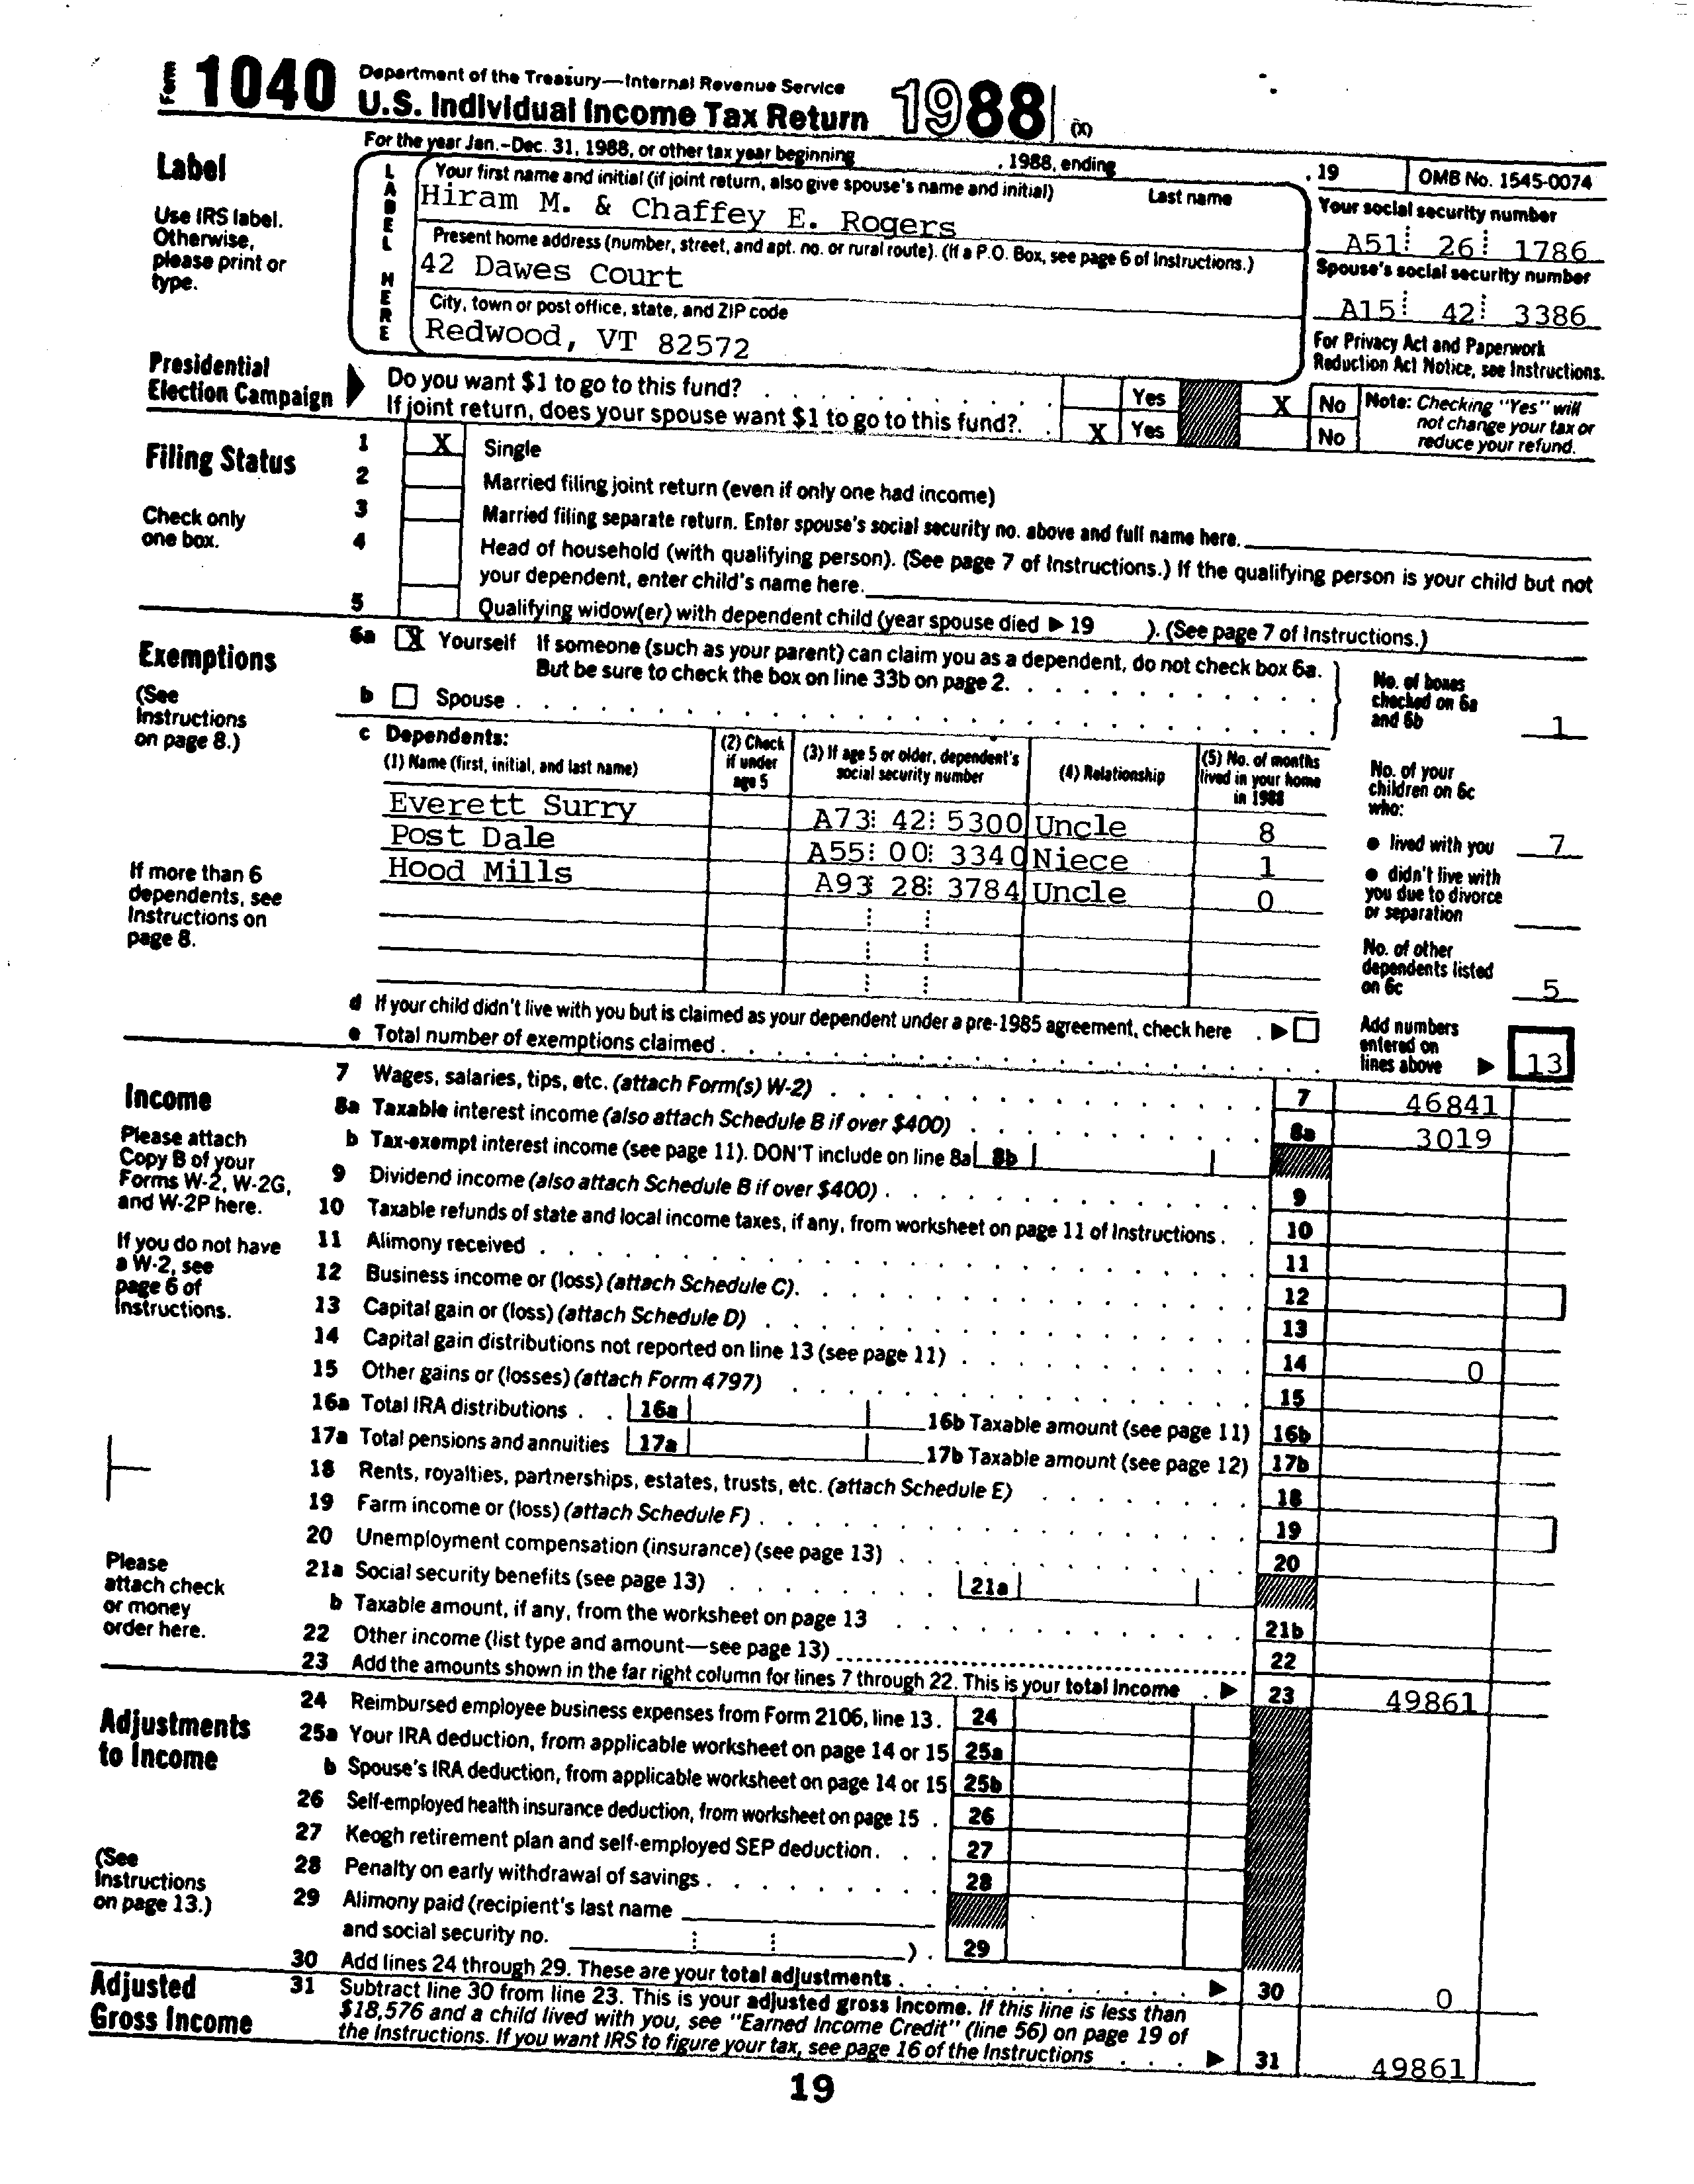 Form 1040 Department of the Treasury—Internal Revenue Service
U.S. Individual Income Tax Return 1988 (X)
For the year Jan.–Dec. 31, 1988, or other tax year beginning , 1988, ending , 19 OMB No. 1545-0074
Label
Use IRS label.
Otherwise,
please print or
type.
LABEL HERE
Your first name and initial (if joint return, also give spouse's name and initial) Last name
Hiram M. & Chaffey E. Rogers
Present home address (number, street, and apt. no. or rural route). (If a P.O. Box, see page 6 of Instructions.)
42 Dawes Court
City, town or post office, state, and ZIP code
Redwood, VT 82572
Your social security number
A51 26 1786
Spouse's social security number
A15 42 3386
For Privacy Act and Paperwork
Reduction Act Notice, see Instructions.
Presidential
Election Campaign
Do you want $1 to go to this fund? Yes X No
If joint return, does your spouse want $1 to go to this fund? X Yes No
Note: Checking "Yes" will
not change your tax or
reduce your refund.
Filing Status
Check only
one box.
1 X Single
2 Married filing joint return (even if only one had income)
3 Married filing separate return. Enter spouse's social security no. above and full name here.
4 Head of household (with qualifying person). (See page 7 of Instructions.) If the qualifying person is your child but not
your dependent, enter child's name here.
5 Qualifying widow(er) with dependent child (year spouse died ▶ 19 ). (See page 7 of Instructions.)
Exemptions
(See
Instructions
on page 8.)
If more than 6
dependents, see
Instructions on
page 8.
6a X Yourself If someone (such as your parent) can claim you as a dependent, do not check box 6a.
But be sure to check the box on line 33b on page 2.
b Spouse
No. of boxes
checked on 6a
and 6b 1
c Dependents:
(1) Name (first, initial, and last name)
(2) Check
if under
age 5
(3) If age 5 or older, dependent's
social security number
(4) Relationship
(5) No. of months
lived in your home
in 1988
Everett Surry A73 42 5300 Uncle 8
Post Dale A55 00 3340 Niece 1
Hood Mills A93 28 3784 Uncle 0
No. of your
children on 6c
who:
● lived with you 7
● didn't live with
you due to divorce
or separation
No. of other
dependents listed
on 6c 5
d If your child didn't live with you but is claimed as your dependent under a pre-1985 agreement, check here ▶
e Total number of exemptions claimed
Add numbers
entered on
lines above ▶ 13
Income
Please attach
Copy B of your
Forms W-2, W-2G,
and W-2P here.
If you do not have
a W-2, see
page 6 of
Instructions.
Please
attach check
or money
order here.
7 Wages, salaries, tips, etc. (attach Form(s) W-2) 7 46841
8a Taxable interest income (also attach Schedule B if over $400) 8a 3019
b Tax-exempt interest income (see page 11). DON'T include on line 8a 8b
9 Dividend income (also attach Schedule B if over $400) 9
10 Taxable refunds of state and local income taxes, if any, from worksheet on page 11 of Instructions 10
11 Alimony received 11
12 Business income or (loss) (attach Schedule C) 12
13 Capital gain or (loss) (attach Schedule D) 13
14 Capital gain distributions not reported on line 13 (see page 11) 14 0
15 Other gains or (losses) (attach Form 4797) 15
16a Total IRA distributions 16a 16b Taxable amount (see page 11) 16b
17a Total pensions and annuities 17a 17b Taxable amount (see page 12) 17b
18 Rents, royalties, partnerships, estates, trusts, etc. (attach Schedule E) 18
19 Farm income or (loss) (attach Schedule F) 19
20 Unemployment compensation (insurance) (see page 13) 20
21a Social security benefits (see page 13) 21a
b Taxable amount, if any, from the worksheet on page 13 21b
22 Other income (list type and amount—see page 13) 22
23 Add the amounts shown in the far right column for lines 7 through 22. This is your total income ▶ 23 49861
Adjustments
to Income
(See
Instructions
on page 13.)
24 Reimbursed employee business expenses from Form 2106, line 13. 24
25a Your IRA deduction, from applicable worksheet on page 14 or 15 25a
b Spouse's IRA deduction, from applicable worksheet on page 14 or 15 25b
26 Self-employed health insurance deduction, from worksheet on page 15 26
27 Keogh retirement plan and self-employed SEP deduction 27
28 Penalty on early withdrawal of savings 28
29 Alimony paid (recipient's last name
and social security no. ) 29
30 Add lines 24 through 29. These are your total adjustments ▶ 30 0
Adjusted
Gross Income
31 Subtract line 30 from line 23. This is your adjusted gross income. If this line is less than
$18,576 and a child lived with you, see "Earned Income Credit" (line 56) on page 19 of
the Instructions. If you want IRS to figure your tax, see page 16 of the Instructions ▶ 31 49861
19